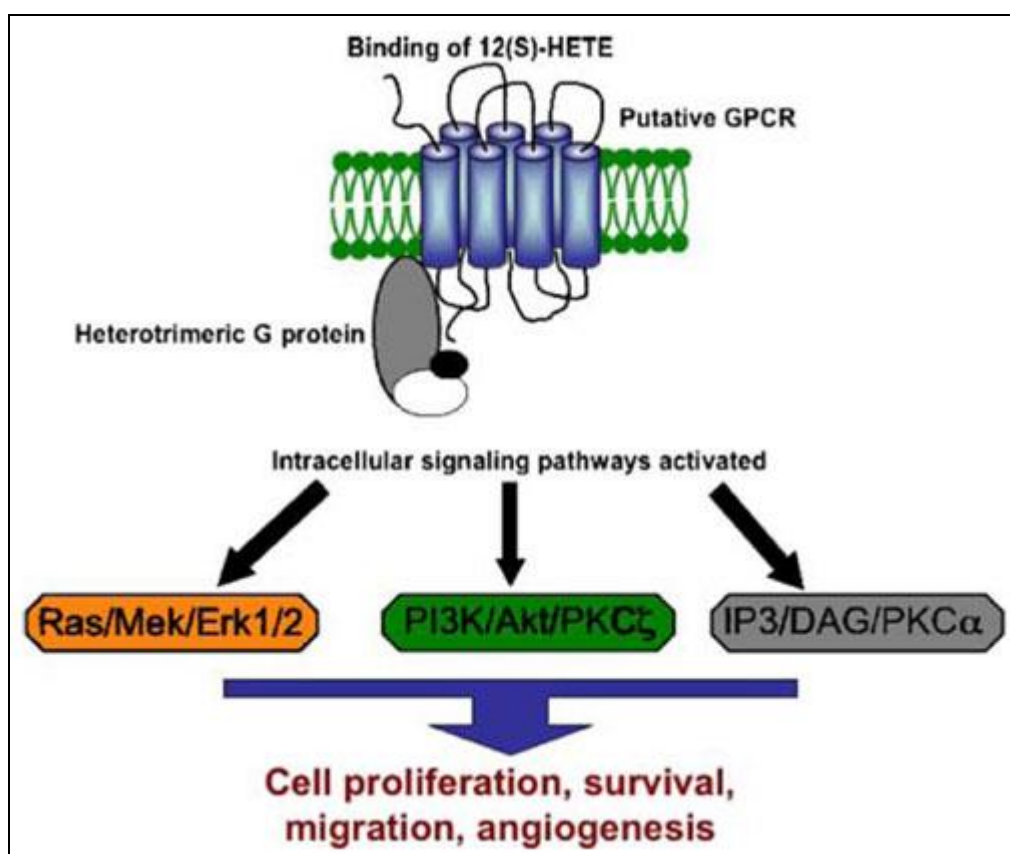 Binding of 12(S)-HETE
Putative GPCR
Heterotrimeric G protein
Intracellular signaling pathways activated
Ras/Mek/Erk1/2
PI3K/Akt/PKCζ
IP3/DAG/PKCα
Cell proliferation, survival,
migration, angiogenesis